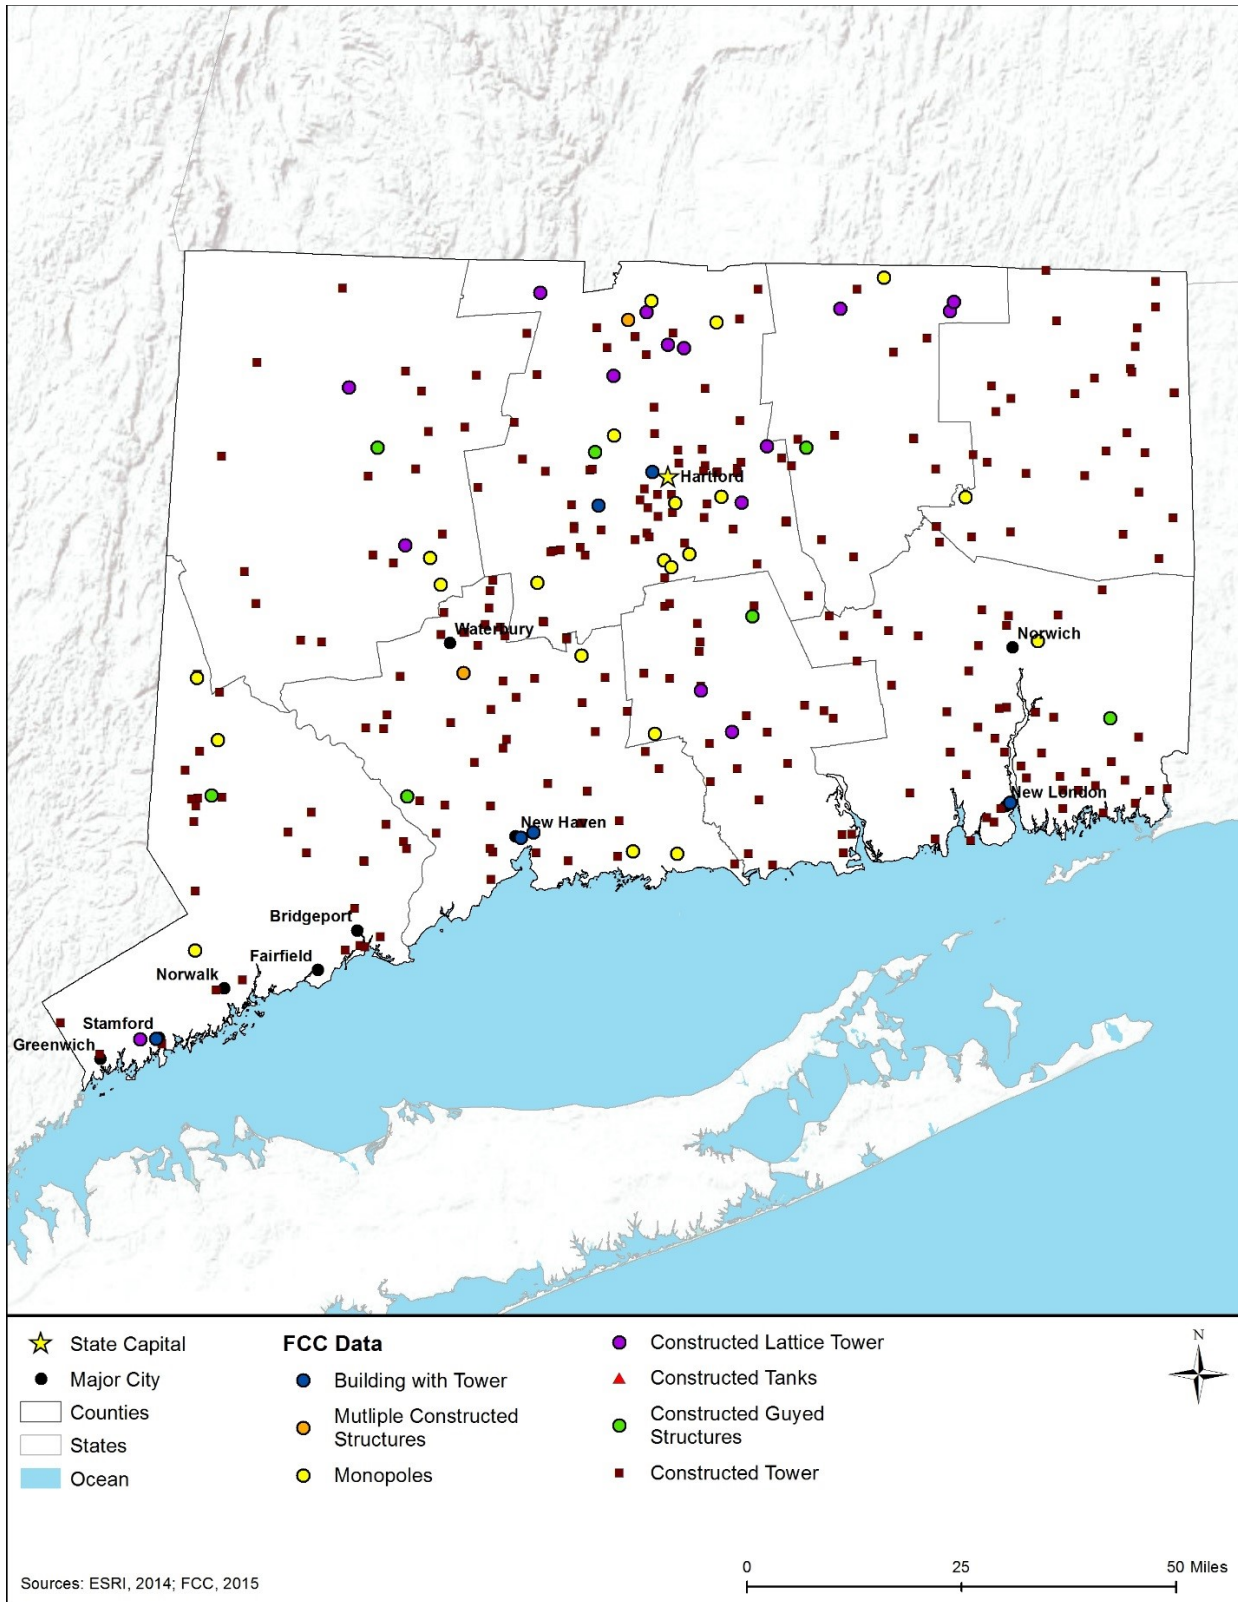 Hartford
Waterbury
Norwich
New London
New Haven
Bridgeport
Fairfield
Norwalk
Stamford
Greenwich
State Capital
Major City
Counties
States
Ocean
FCC Data
Building with Tower
Mutliple Constructed
Structures
Monopoles
Constructed Lattice Tower
Constructed Tanks
Constructed Guyed
Structures
Constructed Tower
N
Sources: ESRI, 2014; FCC, 2015
0 25 50 Miles